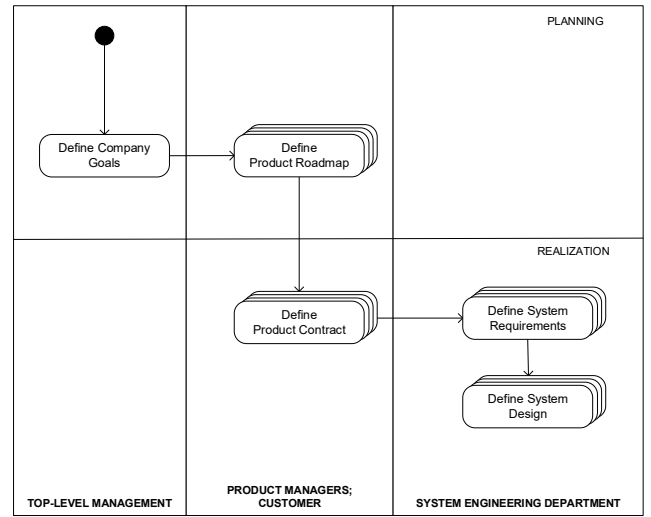 PLANNING
Define Company
Goals
Define
Product Roadmap
REALIZATION
Define
Product Contract
Define System
Requirements
Define System
Design
TOP-LEVEL MANAGEMENT
PRODUCT MANAGERS;
CUSTOMER
SYSTEM ENGINEERING DEPARTMENT